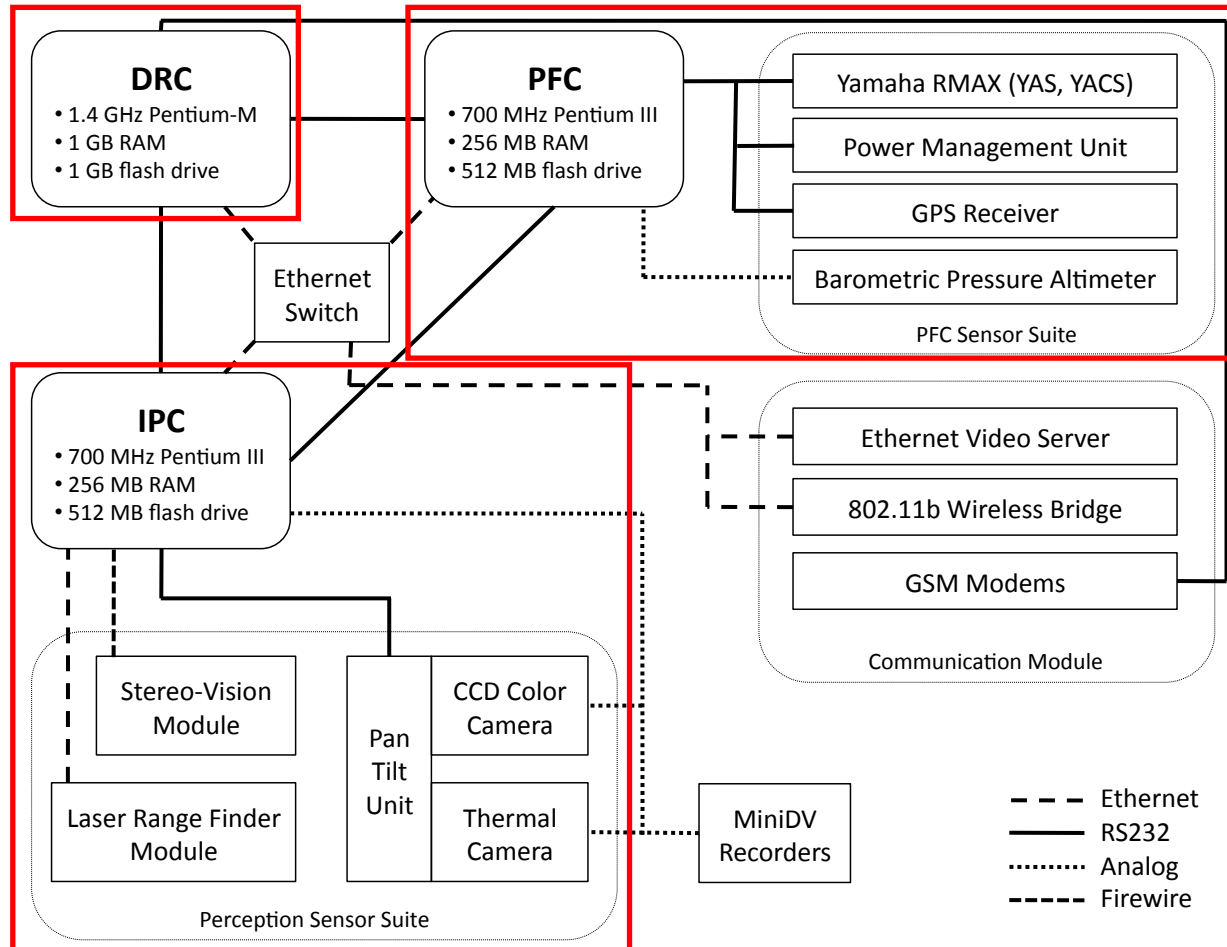 DRC
• 1.4 GHz Pentium-M
• 1 GB RAM
• 1 GB flash drive
PFC
• 700 MHz Pentium III
• 256 MB RAM
• 512 MB flash drive
Yamaha RMAX (YAS, YACS)
Power Management Unit
GPS Receiver
Barometric Pressure Altimeter
PFC Sensor Suite
Ethernet
Switch
IPC
• 700 MHz Pentium III
• 256 MB RAM
• 512 MB flash drive
Ethernet Video Server
802.11b Wireless Bridge
GSM Modems
Communication Module
Stereo-Vision
Module
Laser Range Finder
Module
Pan
Tilt
Unit
CCD Color
Camera
Thermal
Camera
Perception Sensor Suite
MiniDV
Recorders
Ethernet
RS232
Analog
Firewire